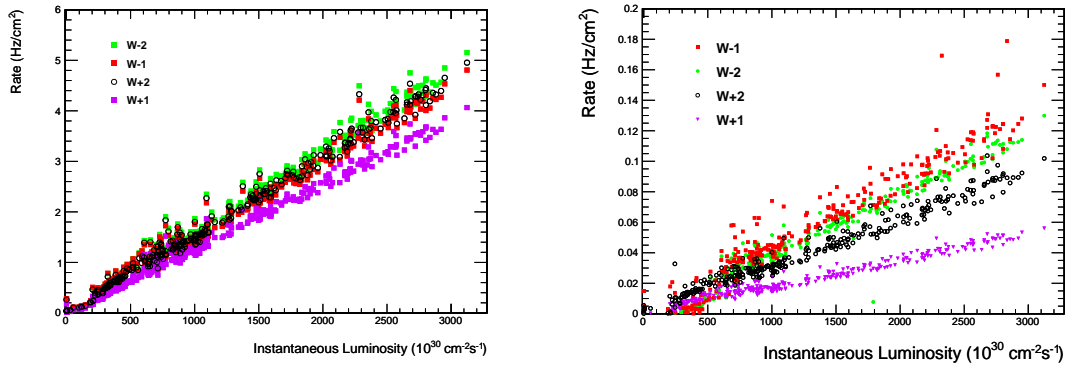 Rate (Hz/cm²)
6
5
4
3
2
1
0
W-2
W-1
W+2
W+1
0 500 1000 1500 2000 2500 3000
Instantaneous Luminosity (10³⁰ cm⁻²s⁻¹)
Rate (Hz/cm²)
0.2
0.18
0.16
0.14
0.12
0.1
0.08
0.06
0.04
0.02
0
W-1
W-2
W+2
W+1
0 500 1000 1500 2000 2500 3000
Instantaneous Luminosity (10³⁰ cm⁻²s⁻¹)